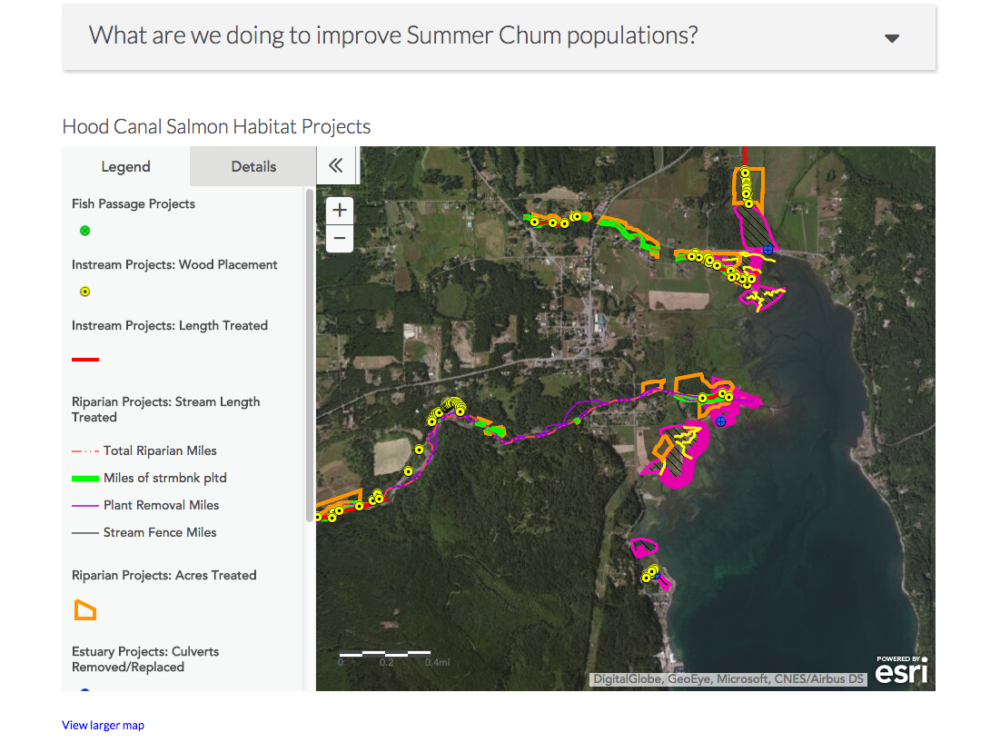 What are we doing to improve Summer Chum populations?
Hood Canal Salmon Habitat Projects
Legend
Details
Fish Passage Projects
Instream Projects: Wood Placement
Instream Projects: Length Treated
Riparian Projects: Stream Length
Treated
Total Riparian Miles
Miles of strmbnk pltd
Plant Removal Miles
Stream Fence Miles
Riparian Projects: Acres Treated
Estuary Projects: Culverts
Removed/Replaced
+
−
0 0.2 0.4mi
POWERED BY
esri
DigitalGlobe, GeoEye, Microsoft, CNES/Airbus DS
View larger map